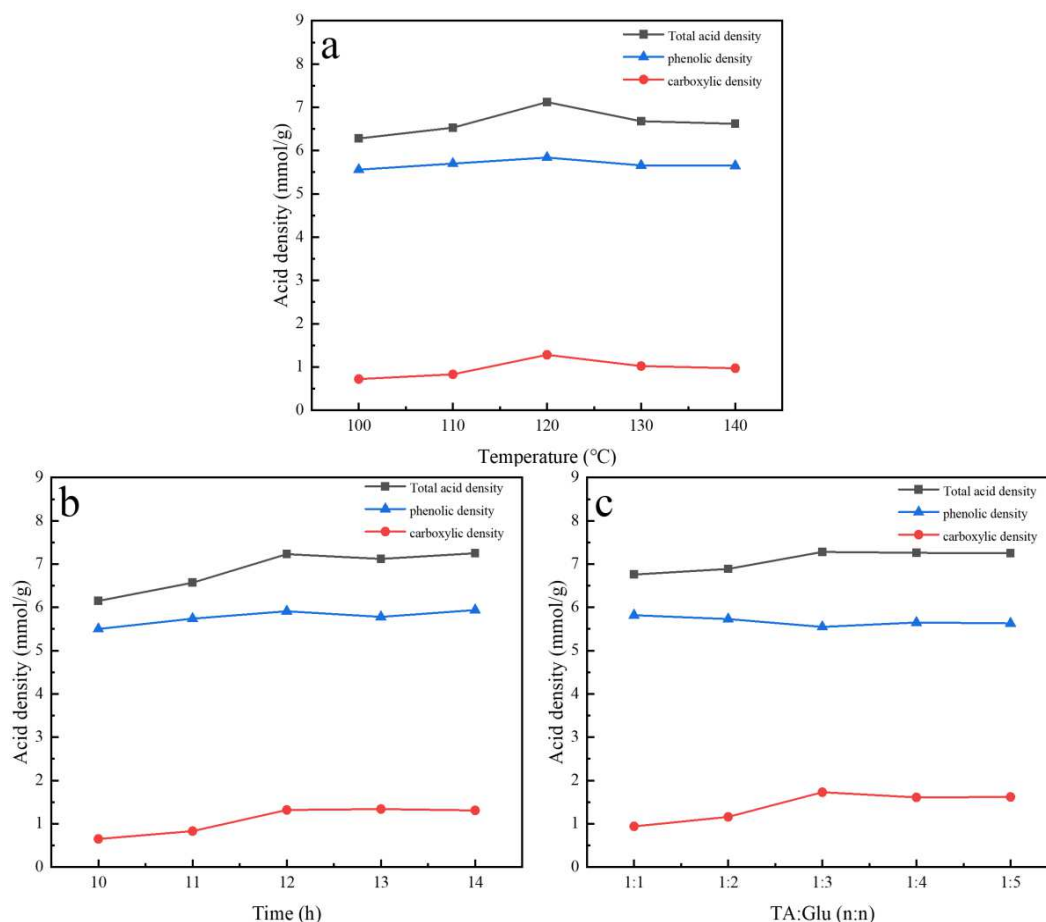 a
Total acid density
phenolic density
carboxylic density
Acid density (mmol/g)
9
8
7
6
5
4
3
2
1
0
100 110 120 130 140
Temperature (℃)
b
Total acid density
phenolic density
carboxylic density
Acid density (mmol/g)
9
8
7
6
5
4
3
2
1
0
10 11 12 13 14
Time (h)
c
Total acid density
phenolic density
carboxylic density
Acid density (mmol/g)
9
8
7
6
5
4
3
2
1
0
1:1 1:2 1:3 1:4 1:5
TA:Glu (n:n)